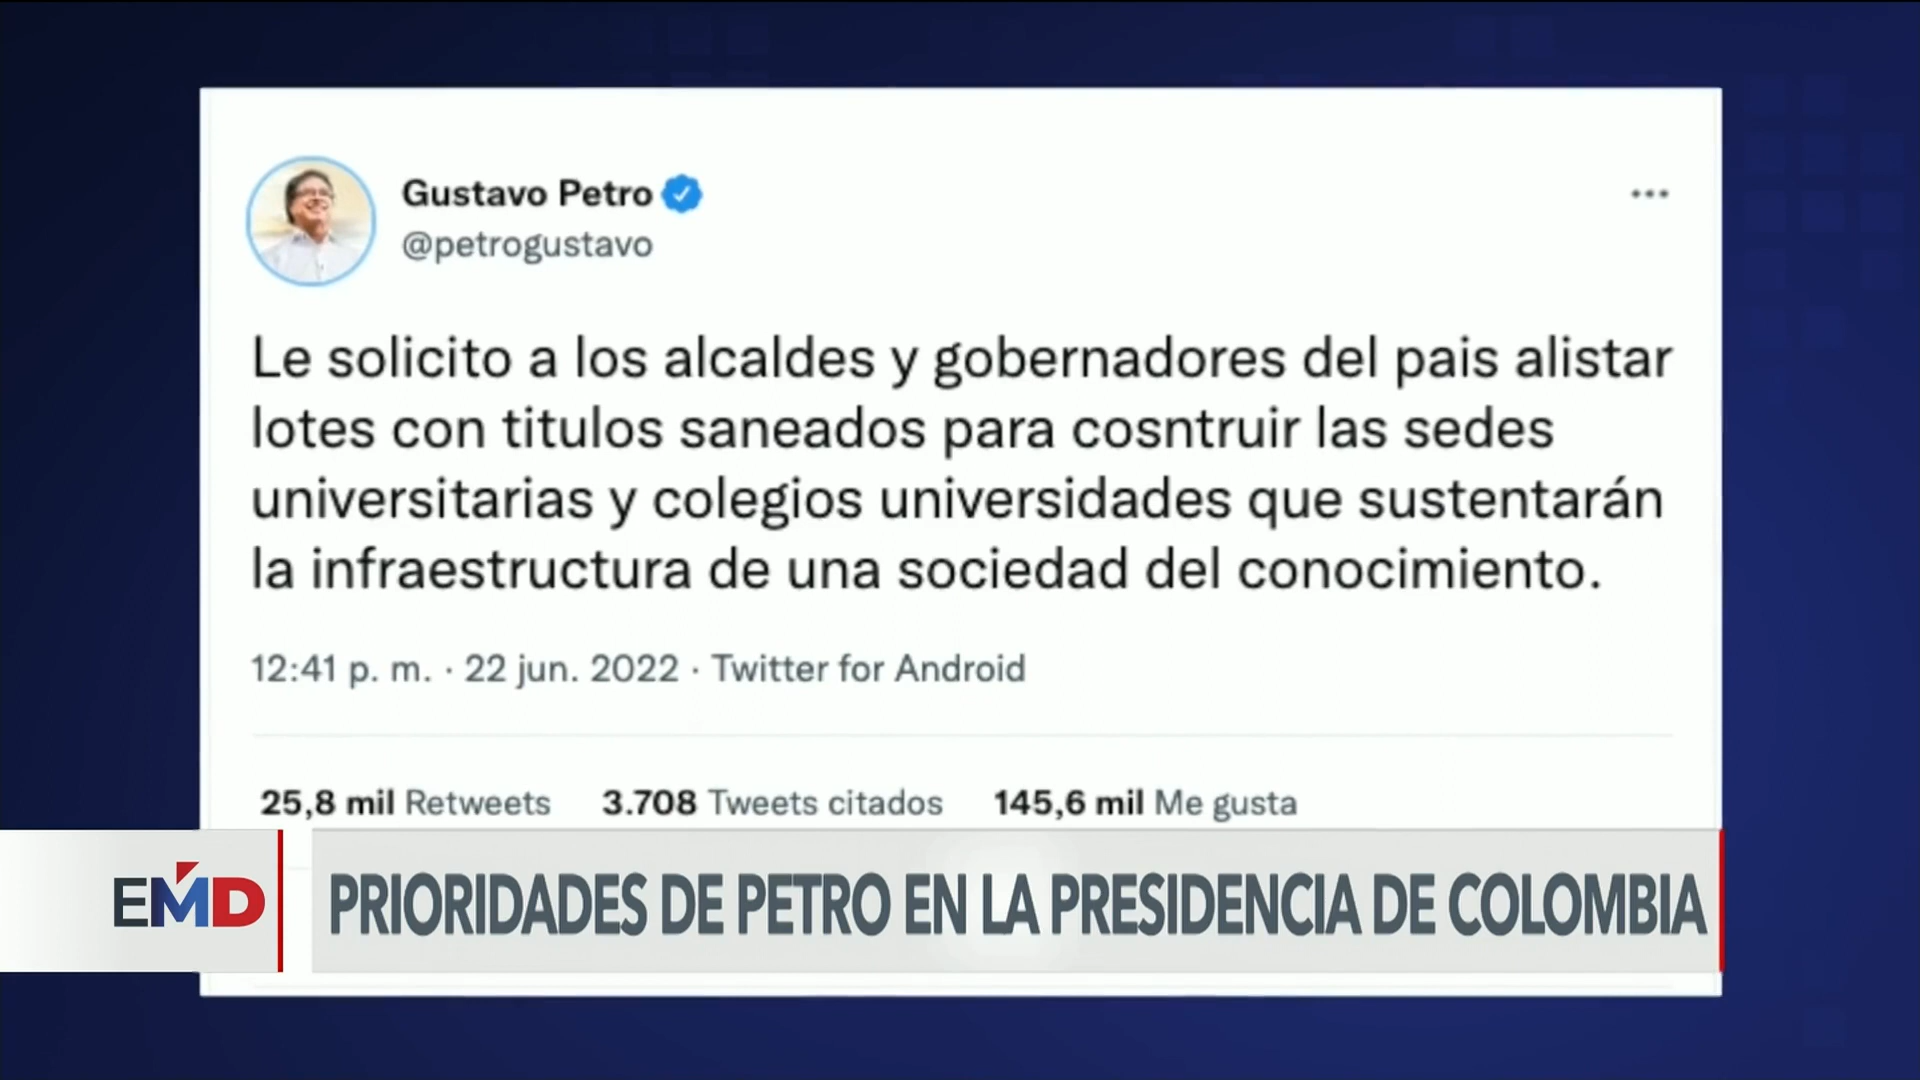 Gustavo Petro
@petrogustavo
Le solicito a los alcaldes y gobernadores del pais alistar
lotes con titulos saneados para cosntruir las sedes
universitarias y colegios universidades que sustentarán
la infraestructura de una sociedad del conocimiento.
12:41 p. m. · 22 jun. 2022 · Twitter for Android
25,8 mil Retweets 3.708 Tweets citados 145,6 mil Me gusta
EMD
PRIORIDADES DE PETRO EN LA PRESIDENCIA DE COLOMBIA